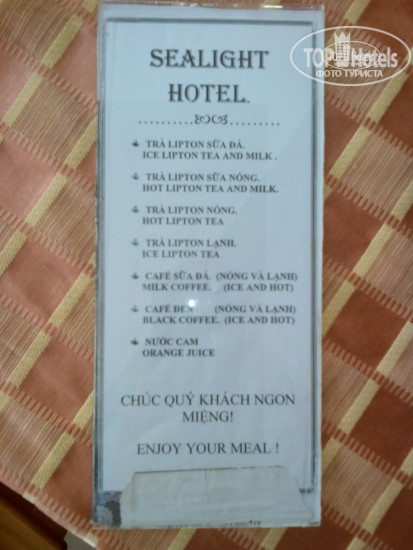 TOP Hotels
ФОТО ТУРИСТА
SEALIGHT
HOTEL.
TRÀ LIPTON SỮA ĐÁ.
ICE LIPTON TEA AND MILK .
TRÀ LIPTON SỮA NÓNG.
HOT LIPTON TEA AND MILK.
TRÀ LIPTON NÓNG.
HOT LIPTON TEA
TRÀ LIPTON LẠNH.
ICE LIPTON TEA
CAFÉ SỮA ĐÁ. (NÓNG VÀ LẠNH)
MILK COFFEE. (ICE AND HOT)
CAFÉ ĐEN (NÓNG VÀ LẠNH)
BLACK COFFEE. (ICE AND HOT)
NƯỚC CAM
ORANGE JUICE
CHÚC QUÝ KHÁCH NGON
MIỆNG!
ENJOY YOUR MEAL !